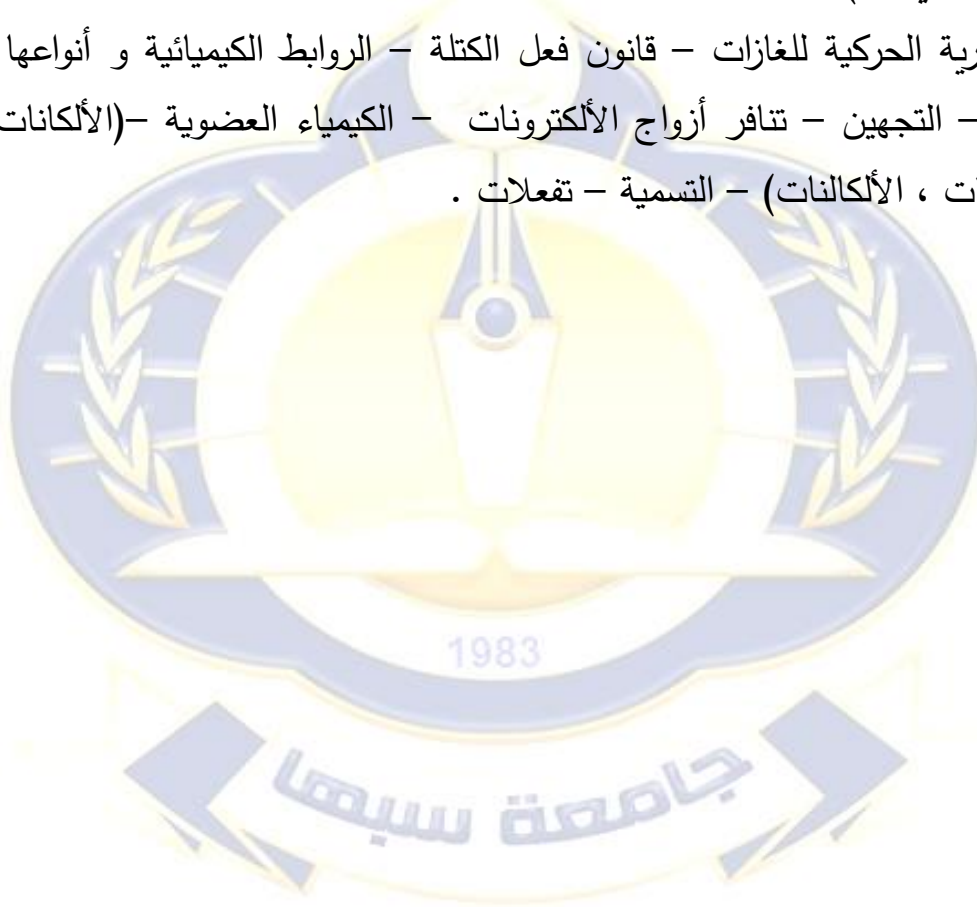 رية الحركية للغازات – قانون فعل الكتلة – الروابط الكيميائية و أنواعها
– التجهين – تنافر أزواج الألكترونات – الكيمياء العضوية –(الألكانات
ت ، الألكالنات) – التسمية – تفعلات .
1983
جامعة سبها